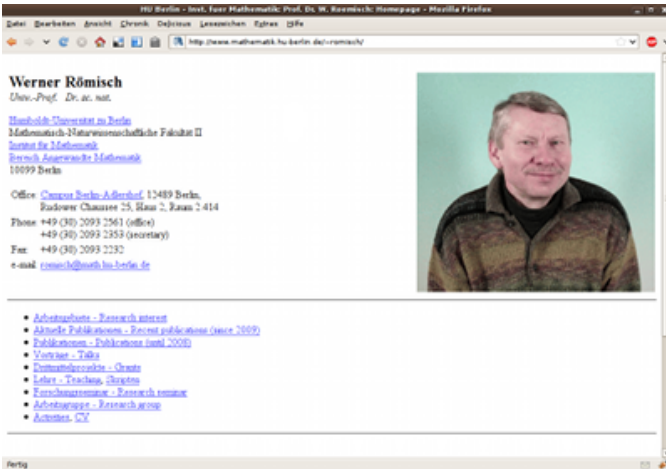 HU Berlin - Inst. fuer Mathematik: Prof. Dr. W. Roemisch: Homepage - Mozilla Firefox
Datei Bearbeiten Ansicht Chronik Delicious Lesezeichen Extras Hilfe
http://www.mathematik.hu-berlin.de/~romisch/
Werner Römisch
Univ.-Prof. Dr. sc. nat.
Humboldt-Universität zu Berlin
Mathematisch-Naturwissenschaftliche Fakultät II
Institut für Mathematik
Bereich Angewandte Mathematik
10099 Berlin
Office: Campus Berlin-Adlershof, 12489 Berlin,
Rudower Chaussee 25, Haus 2, Raum 2.414
Phone: +49 (30) 2093 2561 (office)
+49 (30) 2093 2353 (secretary)
Fax: +49 (30) 2093 2232
e-mail: romisch@math.hu-berlin.de
Arbeitsgebiete - Research interest
Aktuelle Publikationen - Recent publications (since 2009)
Publikationen - Publications (until 2008)
Vorträge - Talks
Drittmittelprojekte - Grants
Lehre - Teaching, Skripten
Forschungsseminar - Research seminar
Arbeitsgruppe - Research group
Activities, CV
Fertig